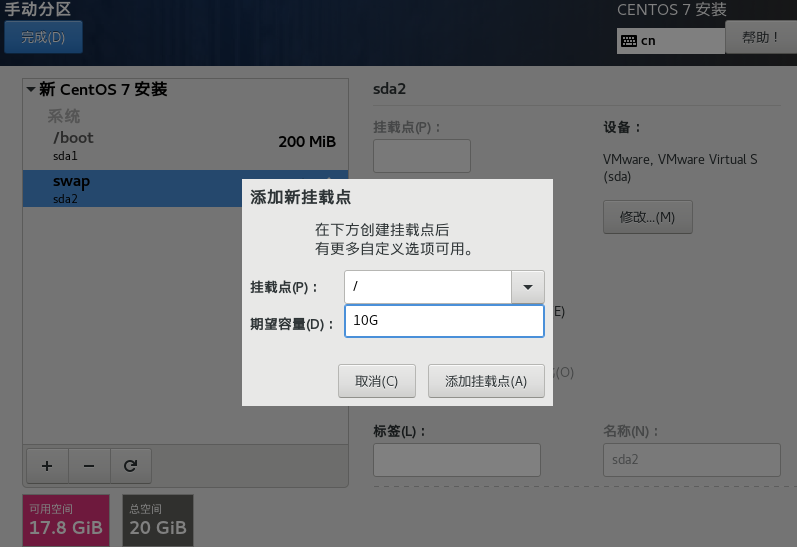 手动分区
CENTOS 7 安装
完成(D)
cn
帮助！
新 CentOS 7 安装
系统
/boot
200 MiB
sda1
swap
sda2
sda2
挂载点(P)：
设备：
VMware, VMware Virtual S
(sda)
修改...(M)
添加新挂载点
在下方创建挂载点后
有更多自定义选项可用。
挂载点(P)：
/
期望容量(D)：
10G
取消(C)
添加挂载点(A)
E)
(O)
标签(L)：
名称(N)：
sda2
可用空间
17.8 GiB
总空间
20 GiB